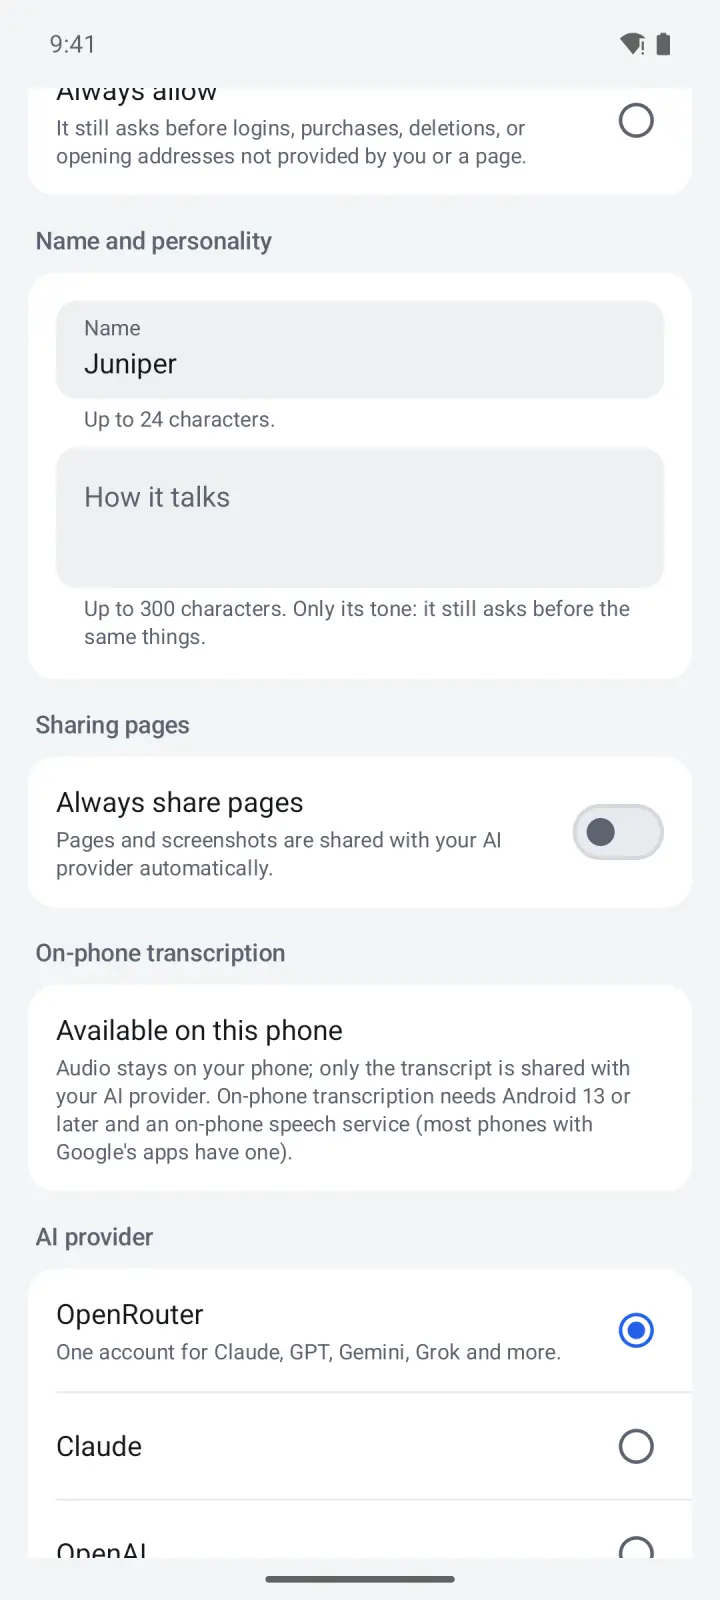 9:41
Always allow
It still asks before logins, purchases, deletions, or
opening addresses not provided by you or a page.
Name and personality
Name
Juniper
Up to 24 characters.
How it talks
Up to 300 characters. Only its tone: it still asks before the
same things.
Sharing pages
Always share pages
Pages and screenshots are shared with your AI
provider automatically.
On-phone transcription
Available on this phone
Audio stays on your phone; only the transcript is shared with
your AI provider. On-phone transcription needs Android 13 or
later and an on-phone speech service (most phones with
Google's apps have one).
AI provider
OpenRouter
One account for Claude, GPT, Gemini, Grok and more.
Claude
OpenAI